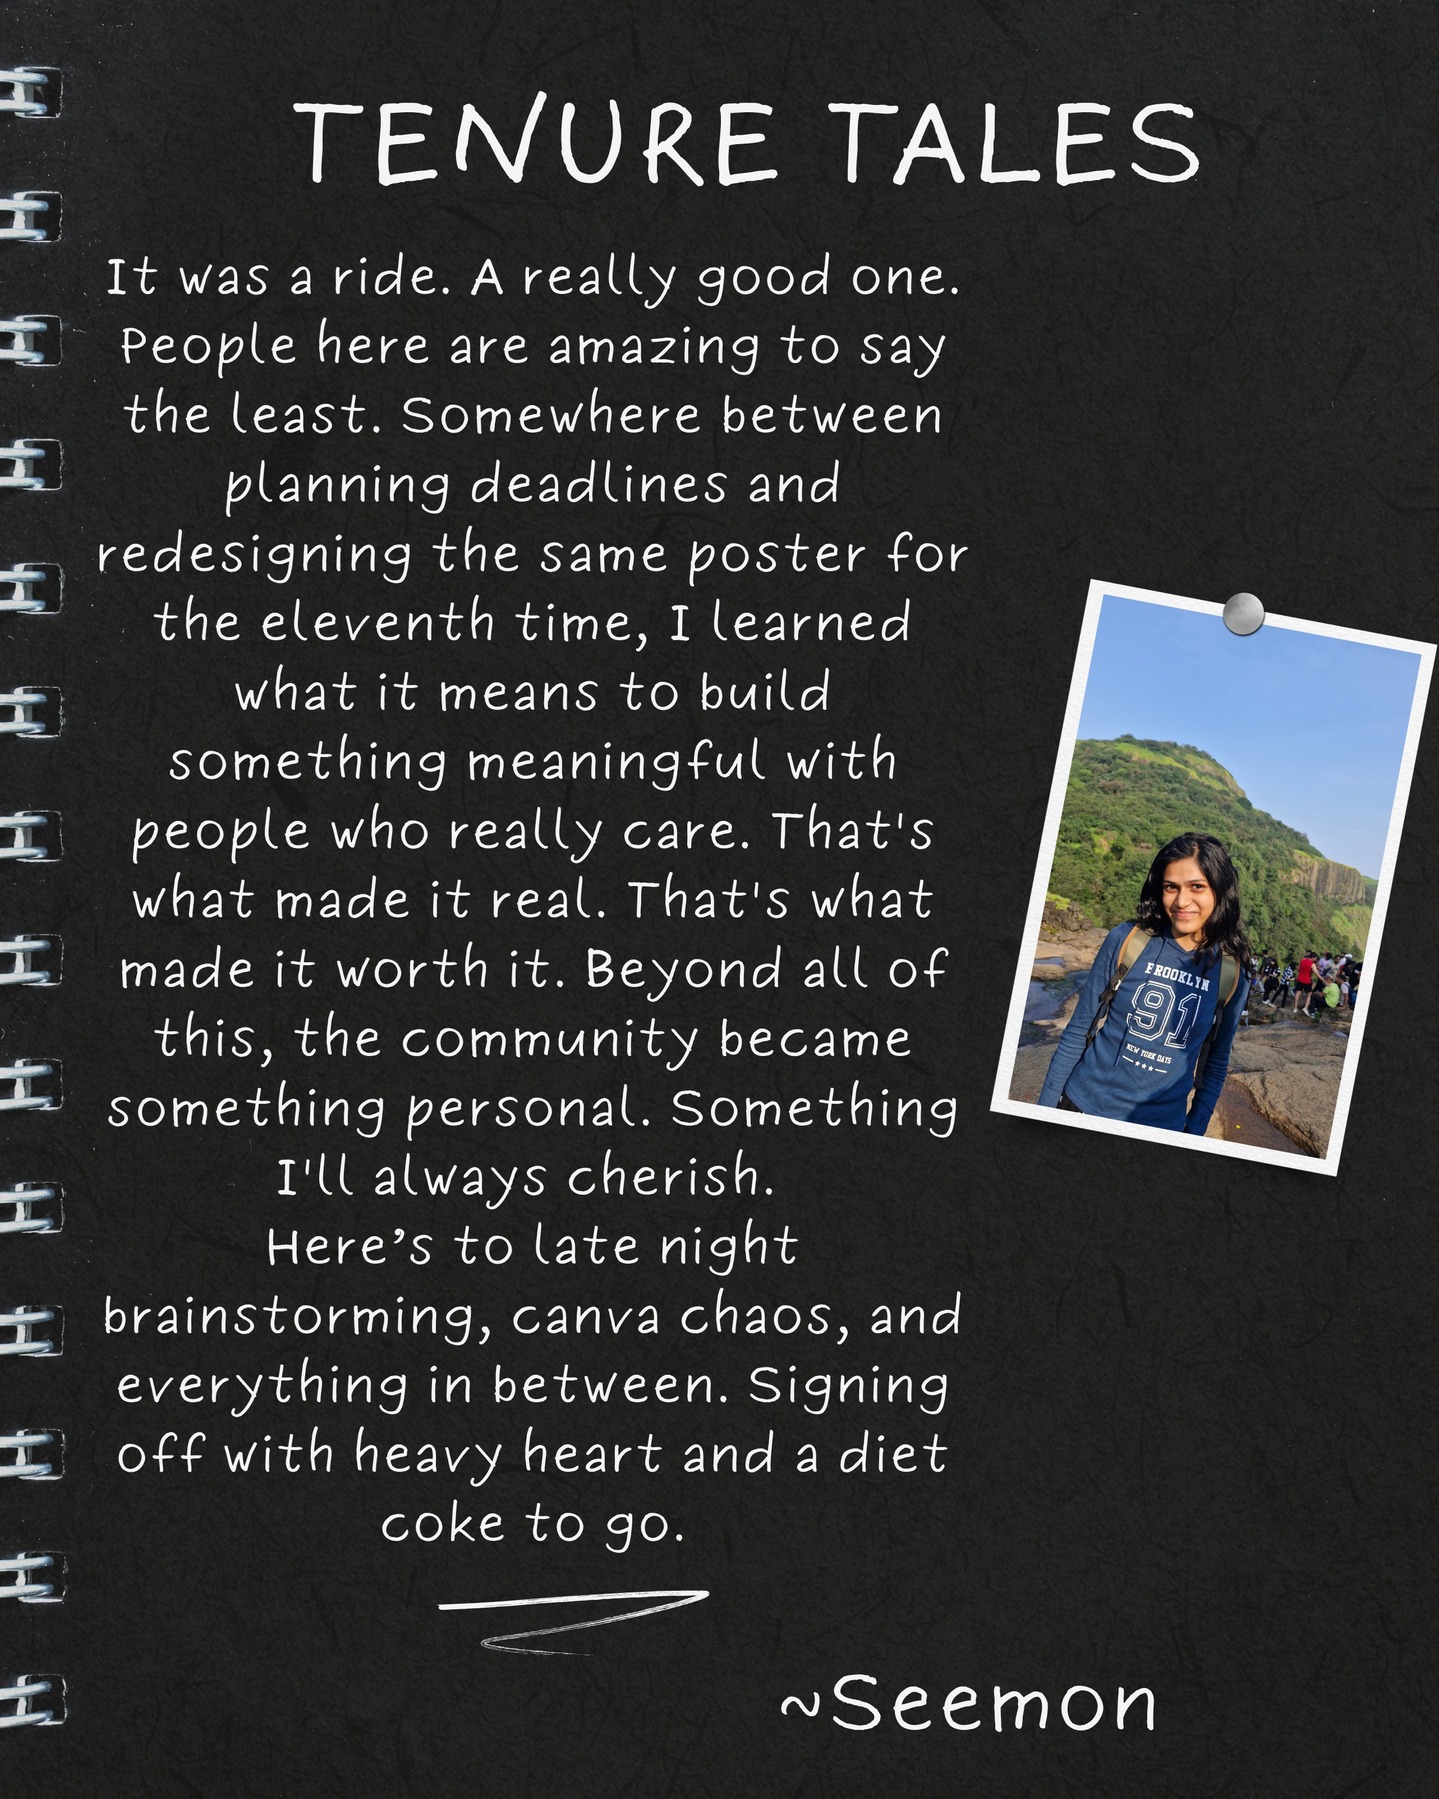 TENURE TALES
It was a ride. A really good one.
People here are amazing to say
the least. Somewhere between
planning deadlines and
redesigning the same poster for
the eleventh time, I learned
what it means to build
something meaningful with
people who really care. That's
what made it real. That's what
made it worth it. Beyond all of
this, the community became
something personal. Something
I'll always cherish.
Here’s to late night
brainstorming, canva chaos, and
everything in between. Signing
off with heavy heart and a diet
coke to go.
BROOKLYN
91
NEW YORK DAYS
~Seemon